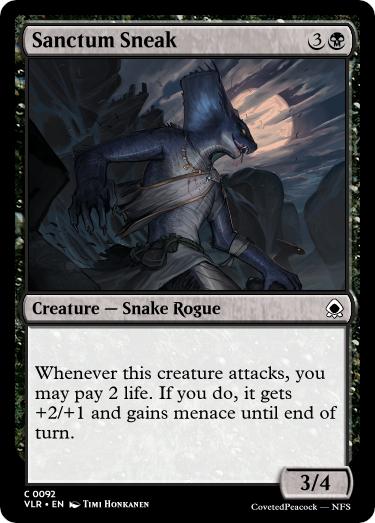 Sanctum Sneak 3
Creature — Snake Rogue
Whenever this creature attacks, you
may pay 2 life. If you do, it gets
+2/+1 and gains menace until end of
turn.
3/4
C 0092
VLR • EN Timi Honkanen
CovetedPeacock — NFS